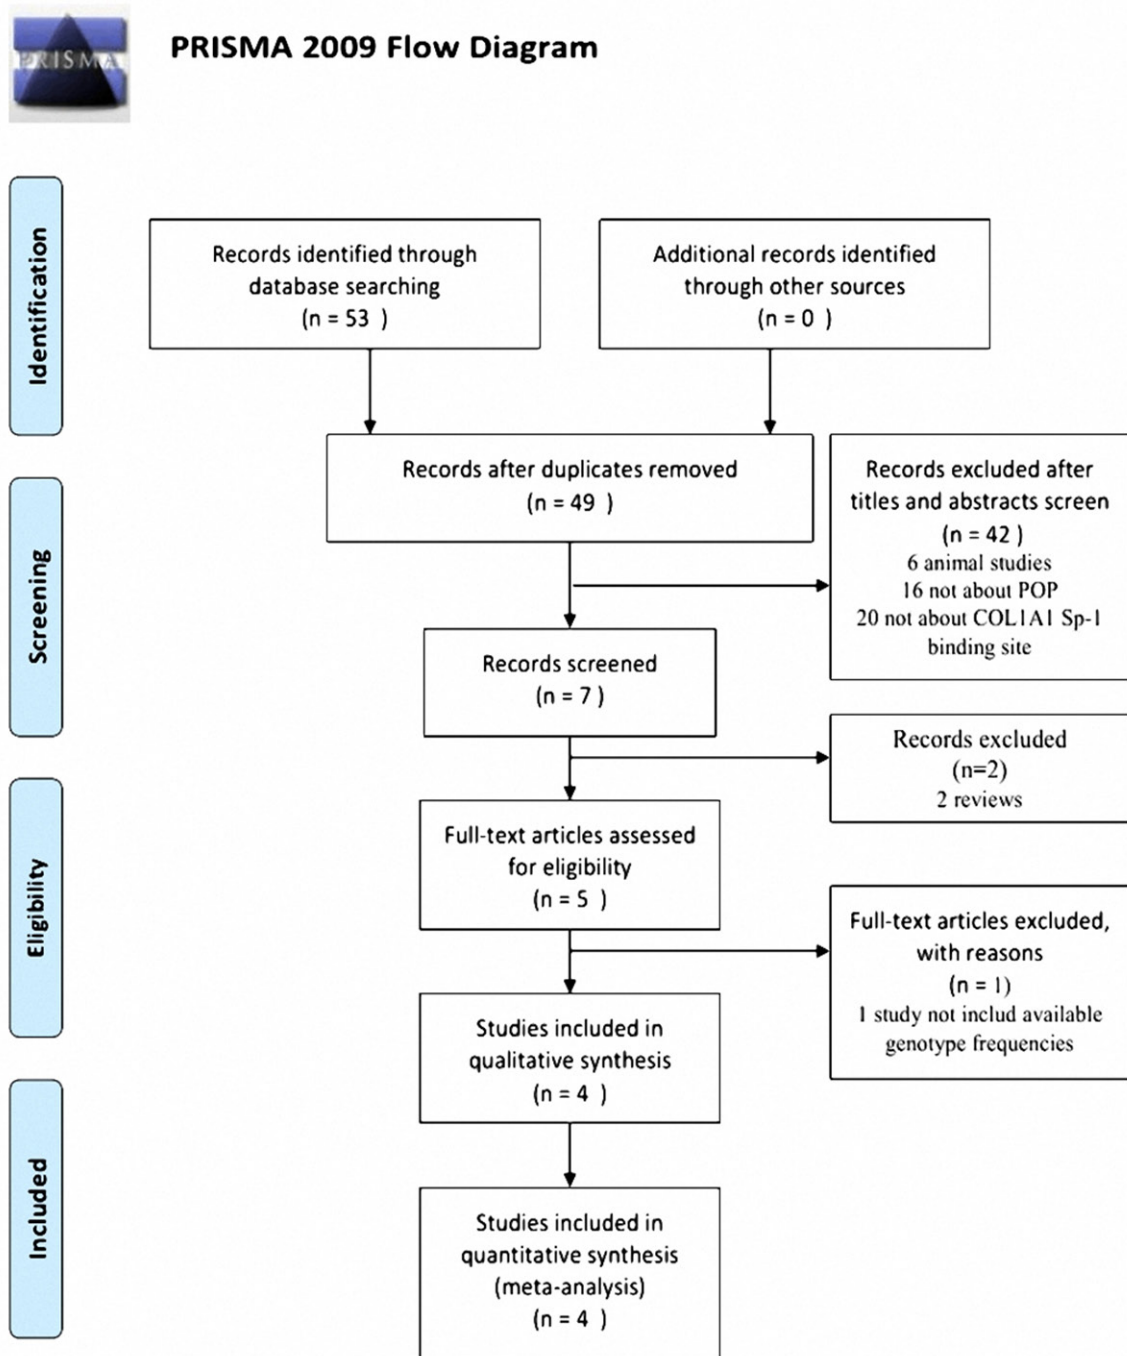 PRISMA
PRISMA 2009 Flow Diagram
Identification
Records identified through
database searching
(n = 53 )
Additional records identified
through other sources
(n = 0 )
Records after duplicates removed
(n = 49 )
Records excluded after
titles and abstracts screen
(n = 42 )
6 animal studies
16 not about POP
20 not about COL1A1 Sp-1
binding site
Screening
Records screened
(n = 7 )
Records excluded
(n=2)
2 reviews
Eligibility
Full-text articles assessed
for eligibility
(n = 5 )
Full-text articles excluded,
with reasons
(n = 1)
1 study not includ available
genotype frequencies
Studies included in
qualitative synthesis
(n = 4 )
Included
Studies included in
quantitative synthesis
(meta-analysis)
(n = 4 )